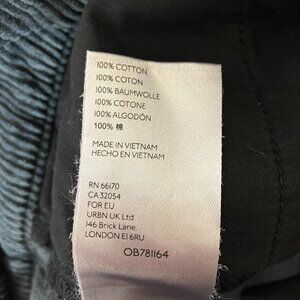 100% COTTON
100% COTON
100% BAUMWOLLE
100% COTONE
100% ALGODÓN
100% 棉
MADE IN VIETNAM
HECHO EN VIETNAM
RN 66170
CA 32054
FOR EU
URBN UK Ltd
146 Brick Lane,
LONDON E1 6RU
OB781164